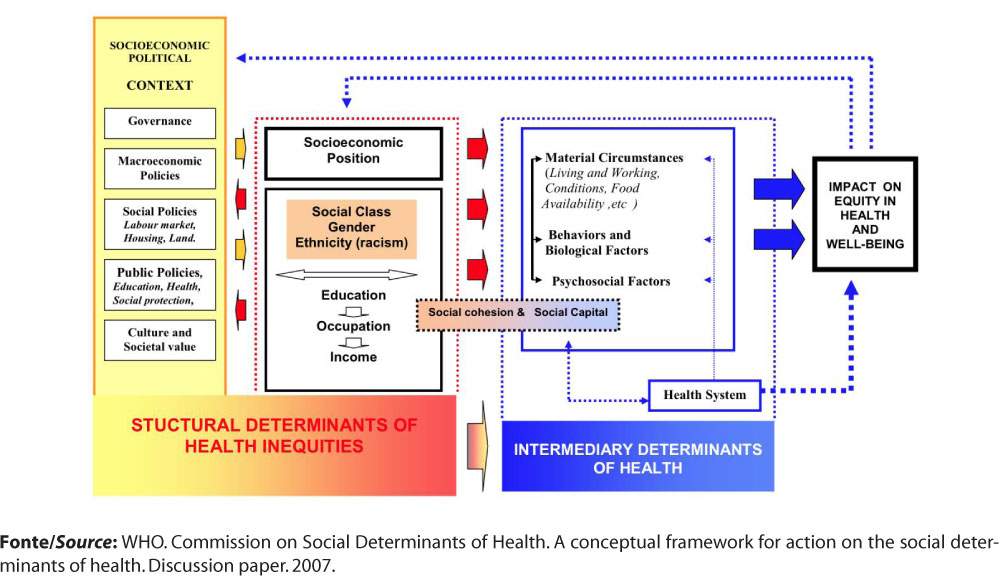 SOCIOECONOMIC
POLITICAL
CONTEXT
Governance
Macroeconomic
Policies
Social Policies
Labour market,
Housing, Land.
Public Policies,
Education, Health,
Social protection,
Culture and
Societal value
Socioeconomic
Position
Social Class
Gender
Ethnicity (racism)
Education
Occupation
Income
Social cohesion & Social Capital
Material Circumstances
(Living and Working,
Conditions, Food
Availability ,etc )
Behaviors and
Biological Factors
Psychosocial Factors
Health System
IMPACT ON
EQUITY IN
HEALTH
AND
WELL-BEING
STUCTURAL DETERMINANTS OF
HEALTH INEQUITIES
INTERMEDIARY DETERMINANTS
OF HEALTH
Fonte/Source: WHO. Commission on Social Determinants of Health. A conceptual framework for action on the social deter-
minants of health. Discussion paper. 2007.